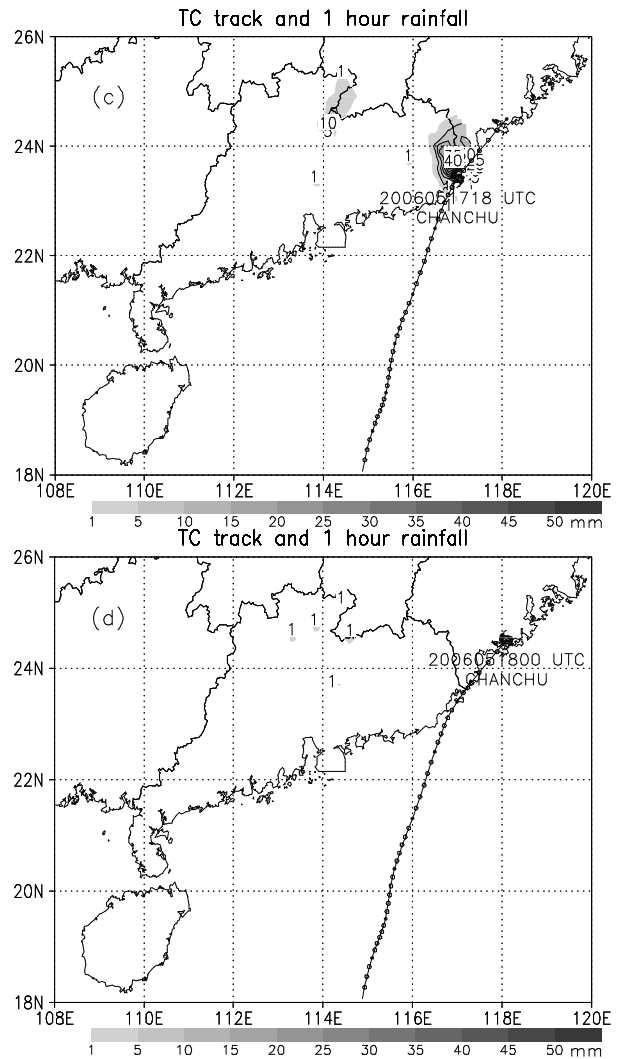 TC track and 1 hour rainfall
26N
1
(c)
10
24N
1
40
25
1
2006051718 UTC
CHANCHU
22N
20N
18N
108E 110E 112E 114E 116E 118E 120E
1 5 10 15 20 25 30 35 40 45 50 mm
TC track and 1 hour rainfall
26N
1
(d)
1
1 1
24N
2006051800 UTC
1
CHANCHU
22N
20N
18N
108E 110E 112E 114E 116E 118E 120E
1 5 10 15 20 25 30 35 40 45 50 mm